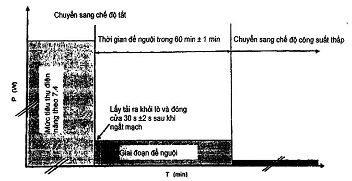 Chuyển sang chế độ tắt
Thời gian để nguội trong 60 min ± 1 min
Chuyển sang chế độ công suất thấp
P (W)
Mức tiêu thụ điện
năng theo 7.4
Lấy tải ra khỏi lò và đóng
cửa 30 s ±2 s sau khi
ngắt mạch
Giai đoạn để nguội
T (min)